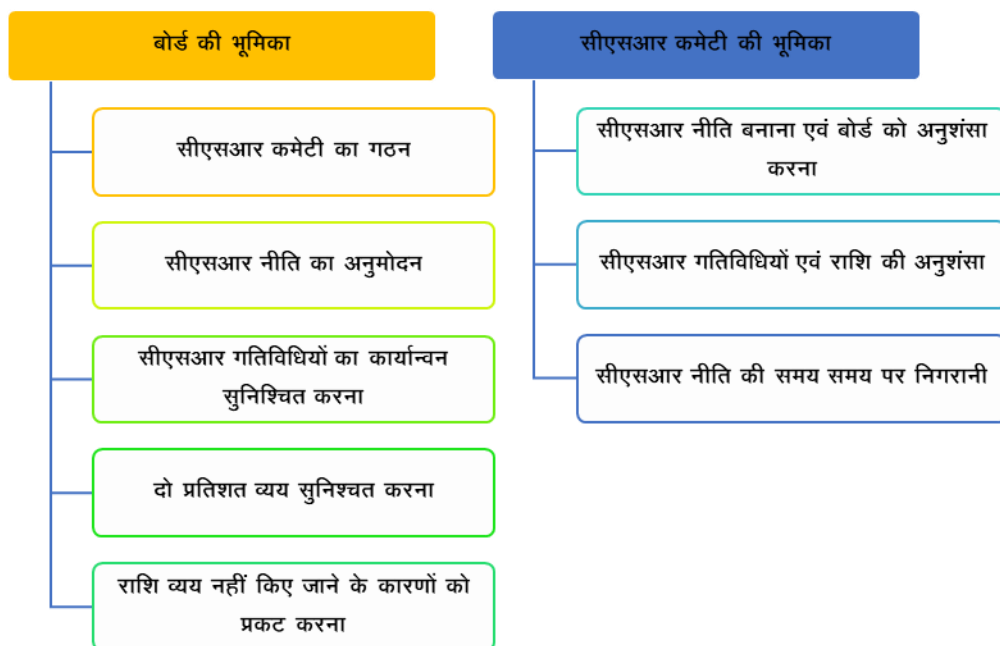 बोर्ड की भूमिका
सीएसआर कमेटी का गठन
सीएसआर नीति का अनुमोदन
सीएसआर गतिविधियों का कार्यान्वन
सुनिश्चित करना
दो प्रतिशत व्यय सुनिश्चत करना
राशि व्यय नहीं किए जाने के कारणों को
प्रकट करना
सीएसआर कमेटी की भूमिका
सीएसआर नीति बनाना एवं बोर्ड को अनुशंसा
करना
सीएसआर गतिविधियों एवं राशि की अनुशंसा
सीएसआर नीति की समय समय पर निगरानी